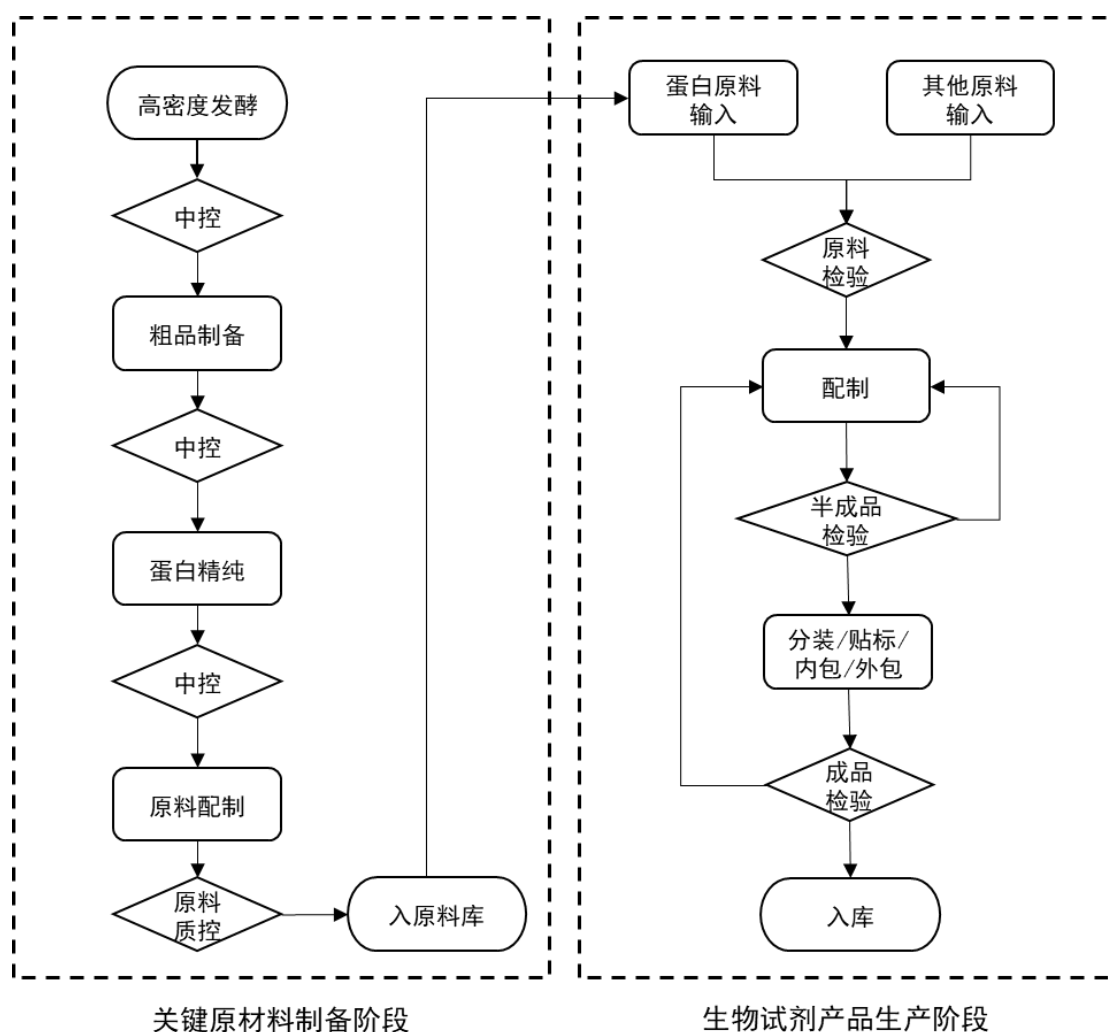 高密度发酵
中控
粗品制备
中控
蛋白精纯
中控
原料配制
原料
质控
入原料库
关键原材料制备阶段
蛋白原料
输入
其他原料
输入
原料
检验
配制
半成品
检验
分装/贴标/
内包/外包
成品
检验
入库
生物试剂产品生产阶段